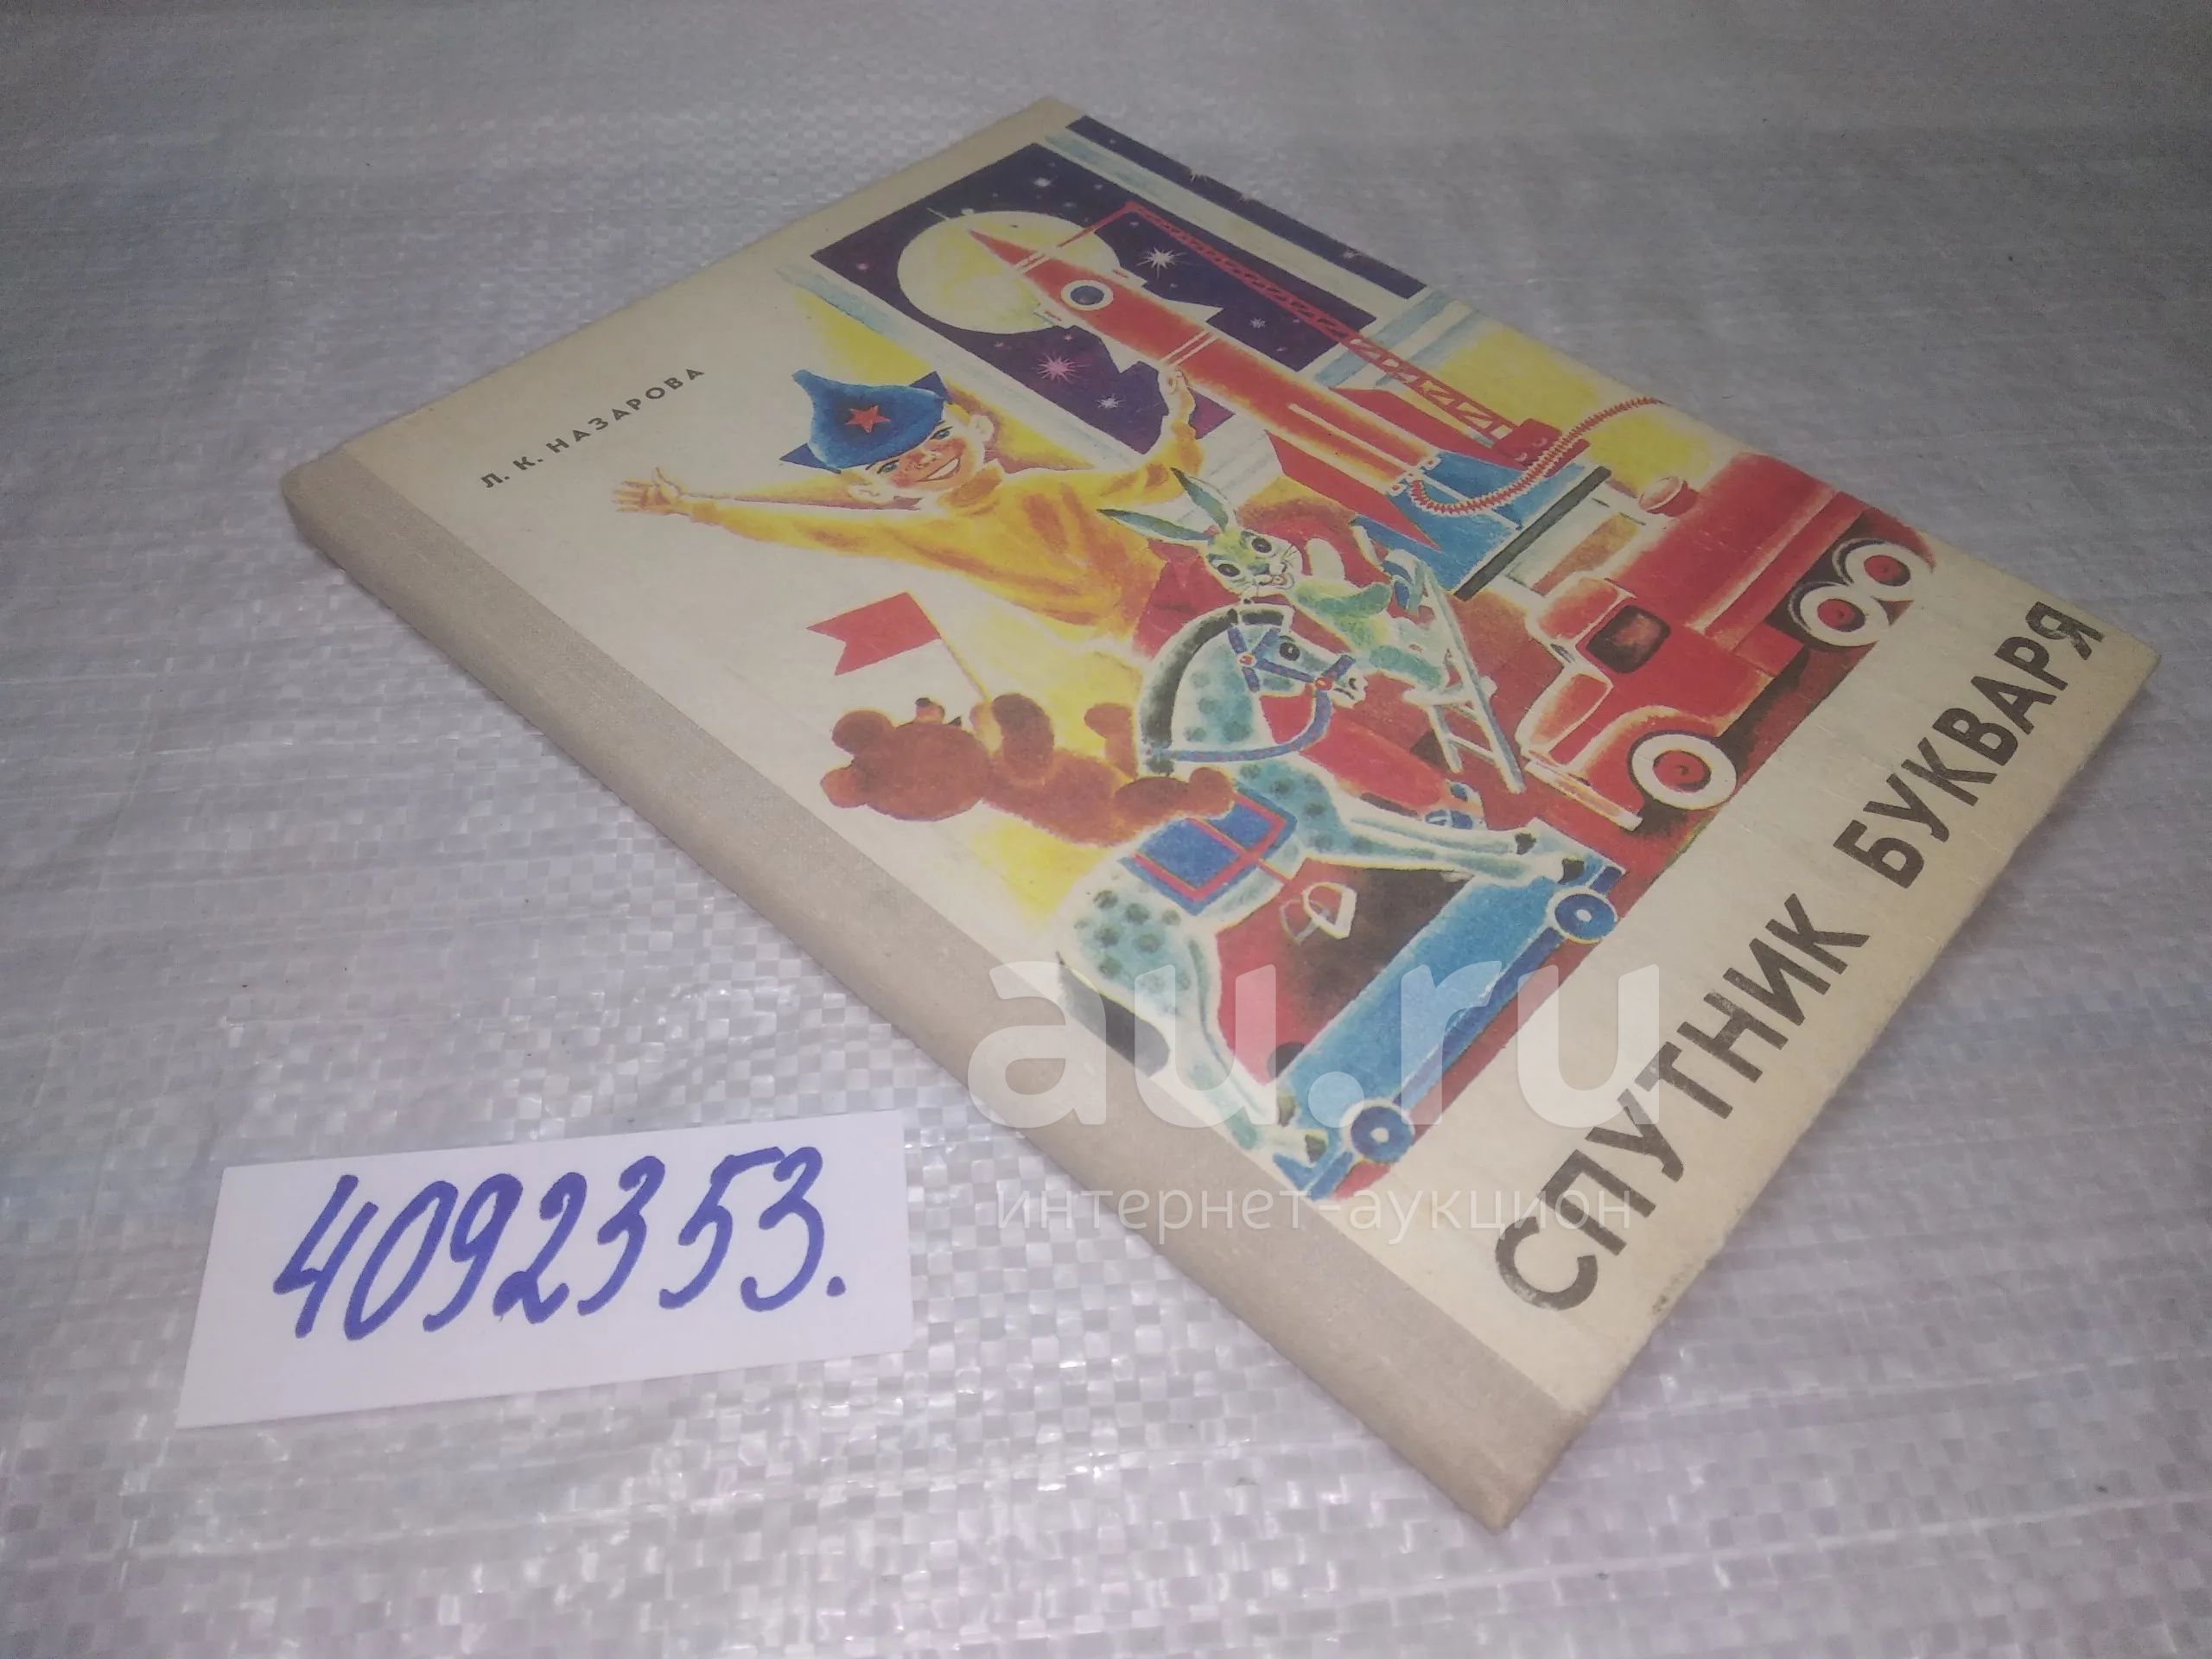 Л. К. НАЗАРОВА
СПУТНИК БУКВАРЯ
4092353.
au.ru
интернет-аукцион